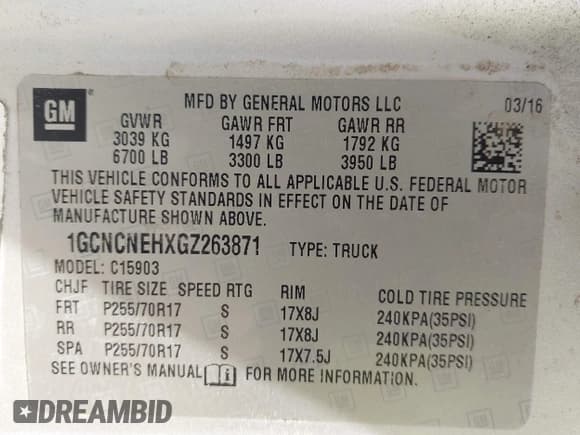 GM
MFD BY GENERAL MOTORS LLC 03/16
GVWR GAWR FRT GAWR RR
3039 KG 1497 KG 1792 KG
6700 LB 3300 LB 3950 LB
THIS VEHICLE CONFORMS TO ALL APPLICABLE U.S. FEDERAL MOTOR
VEHICLE SAFETY STANDARDS IN EFFECT ON THE DATE OF
MANUFACTURE SHOWN ABOVE.
1GCNCNEHXGZ263871 TYPE: TRUCK
MODEL: C15903
CHJF TIRE SIZE SPEED RTG RIM COLD TIRE PRESSURE
FRT P255/70R17 S 17X8J 240KPA(35PSI)
RR P255/70R17 S 17X8J 240KPA(35PSI)
SPA P255/70R17 S 17X7.5J 240KPA(35PSI)
SEE OWNER'S MANUAL FOR MORE INFORMATION.
DREAMBID